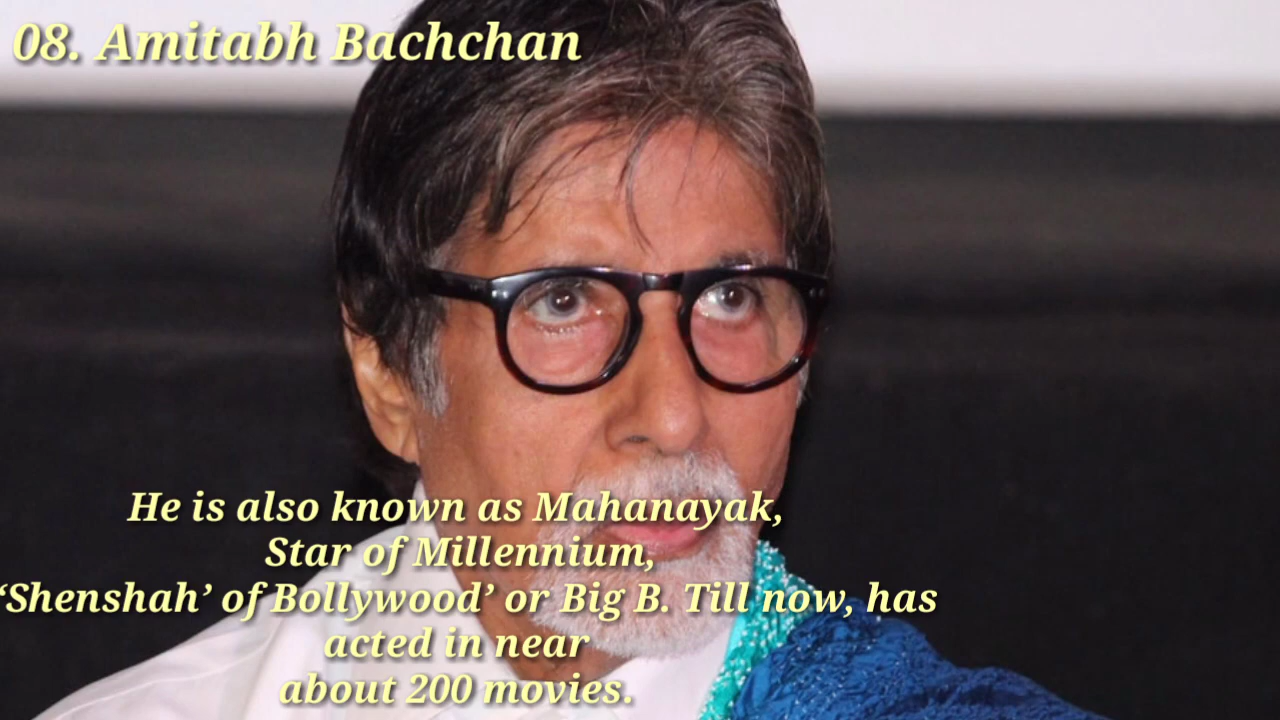 08. Amitabh Bachchan
He is also known as Mahanayak,
Star of Millennium,
‘Shenshah’ of Bollywood’ or Big B. Till now, has
acted in near
about 200 movies.